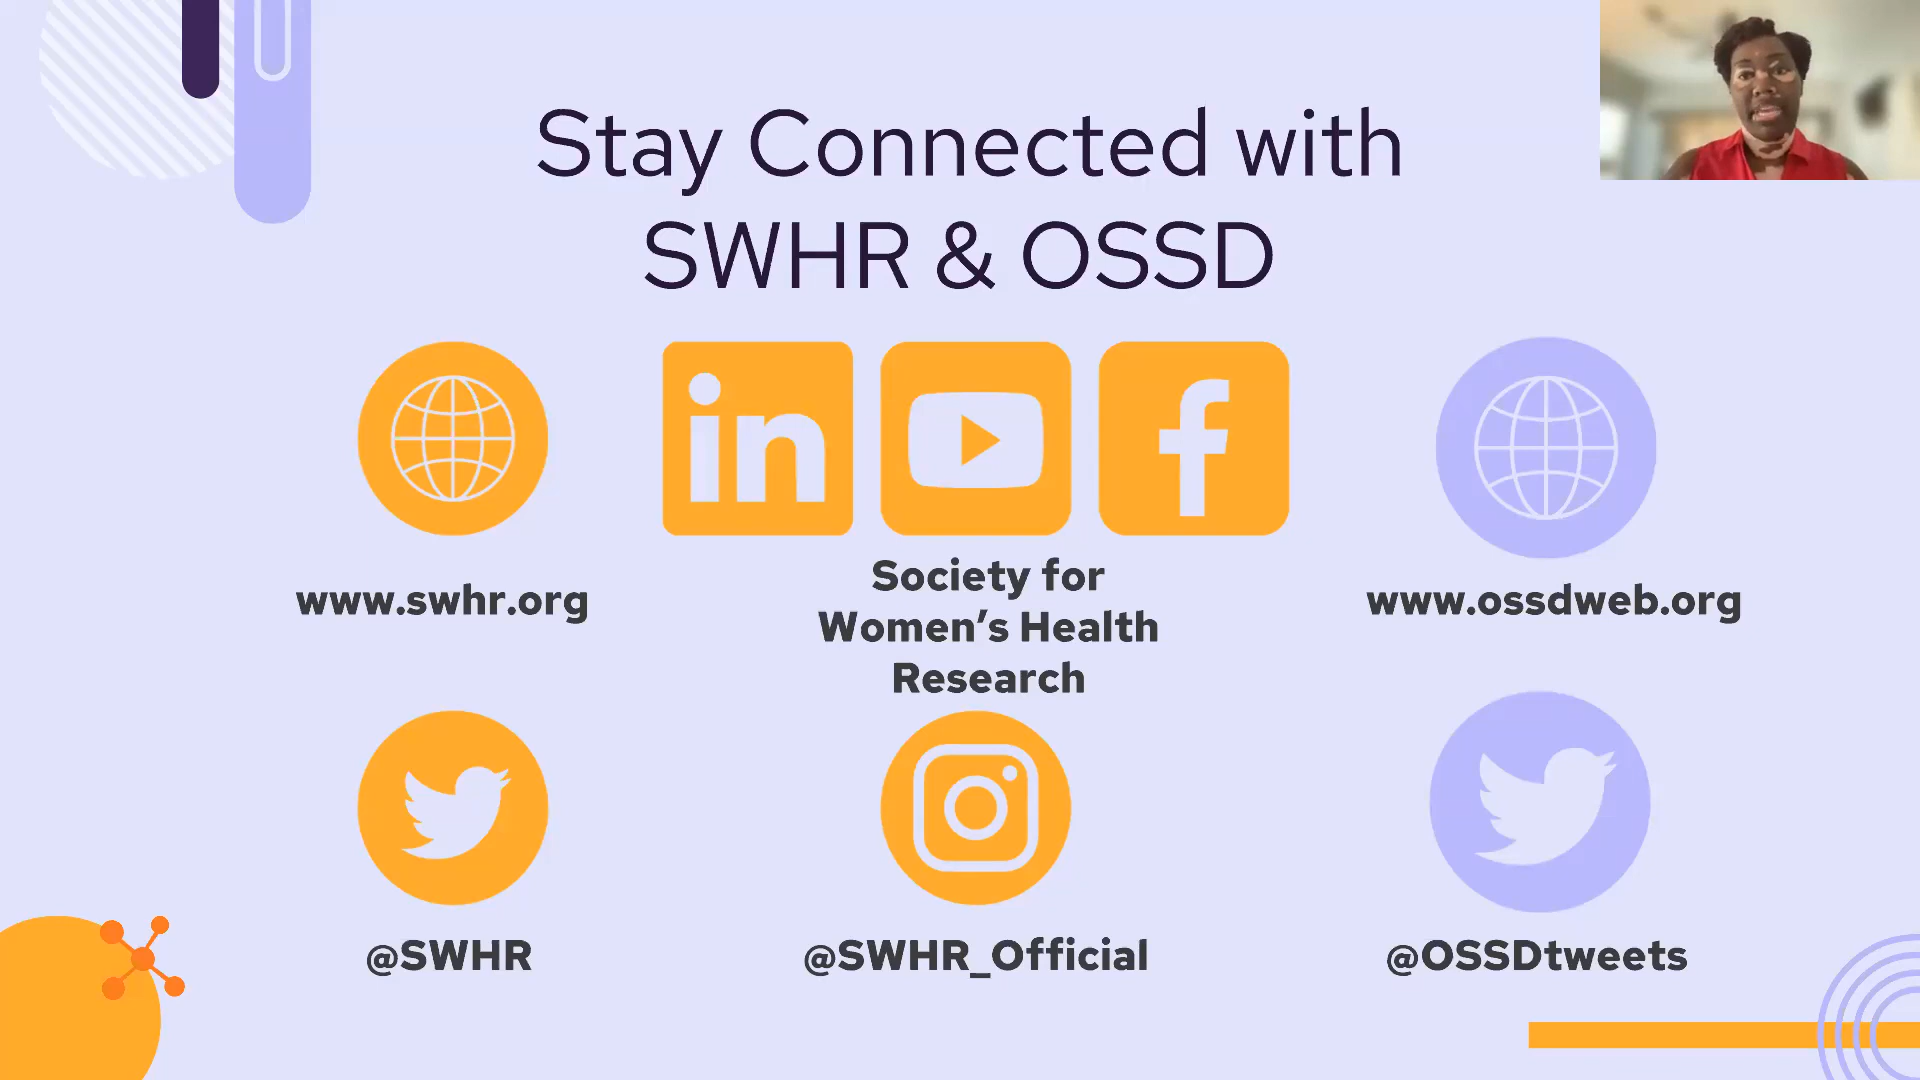 Stay Connected with
SWHR & OSSD
in
f
www.swhr.org
Society for
Women’s Health
Research
www.ossdweb.org
@SWHR
@SWHR_Official
@OSSDtweets